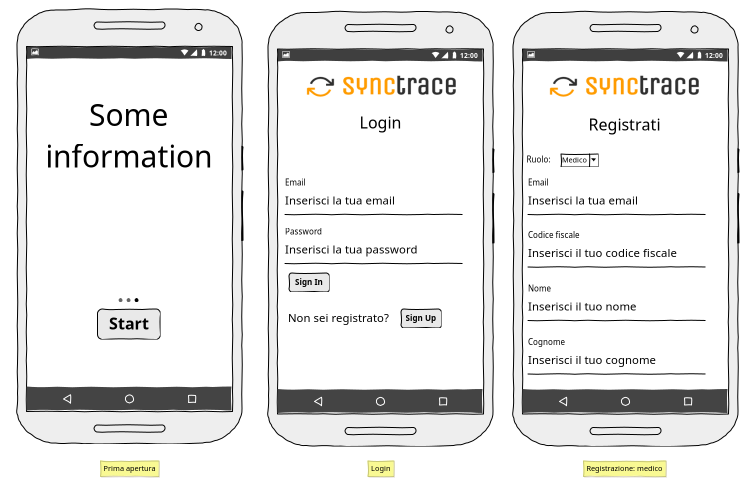 12:00
Some
information
Start
Prima apertura
12:00
synctrace
Login
Email
Inserisci la tua email
Password
Inserisci la tua password
Sign In
Non sei registrato? Sign Up
Login
12:00
synctrace
Registrati
Ruolo: Medico
Email
Inserisci la tua email
Codice fiscale
Inserisci il tuo codice fiscale
Nome
Inserisci il tuo nome
Cognome
Inserisci il tuo cognome
Registrazione: medico